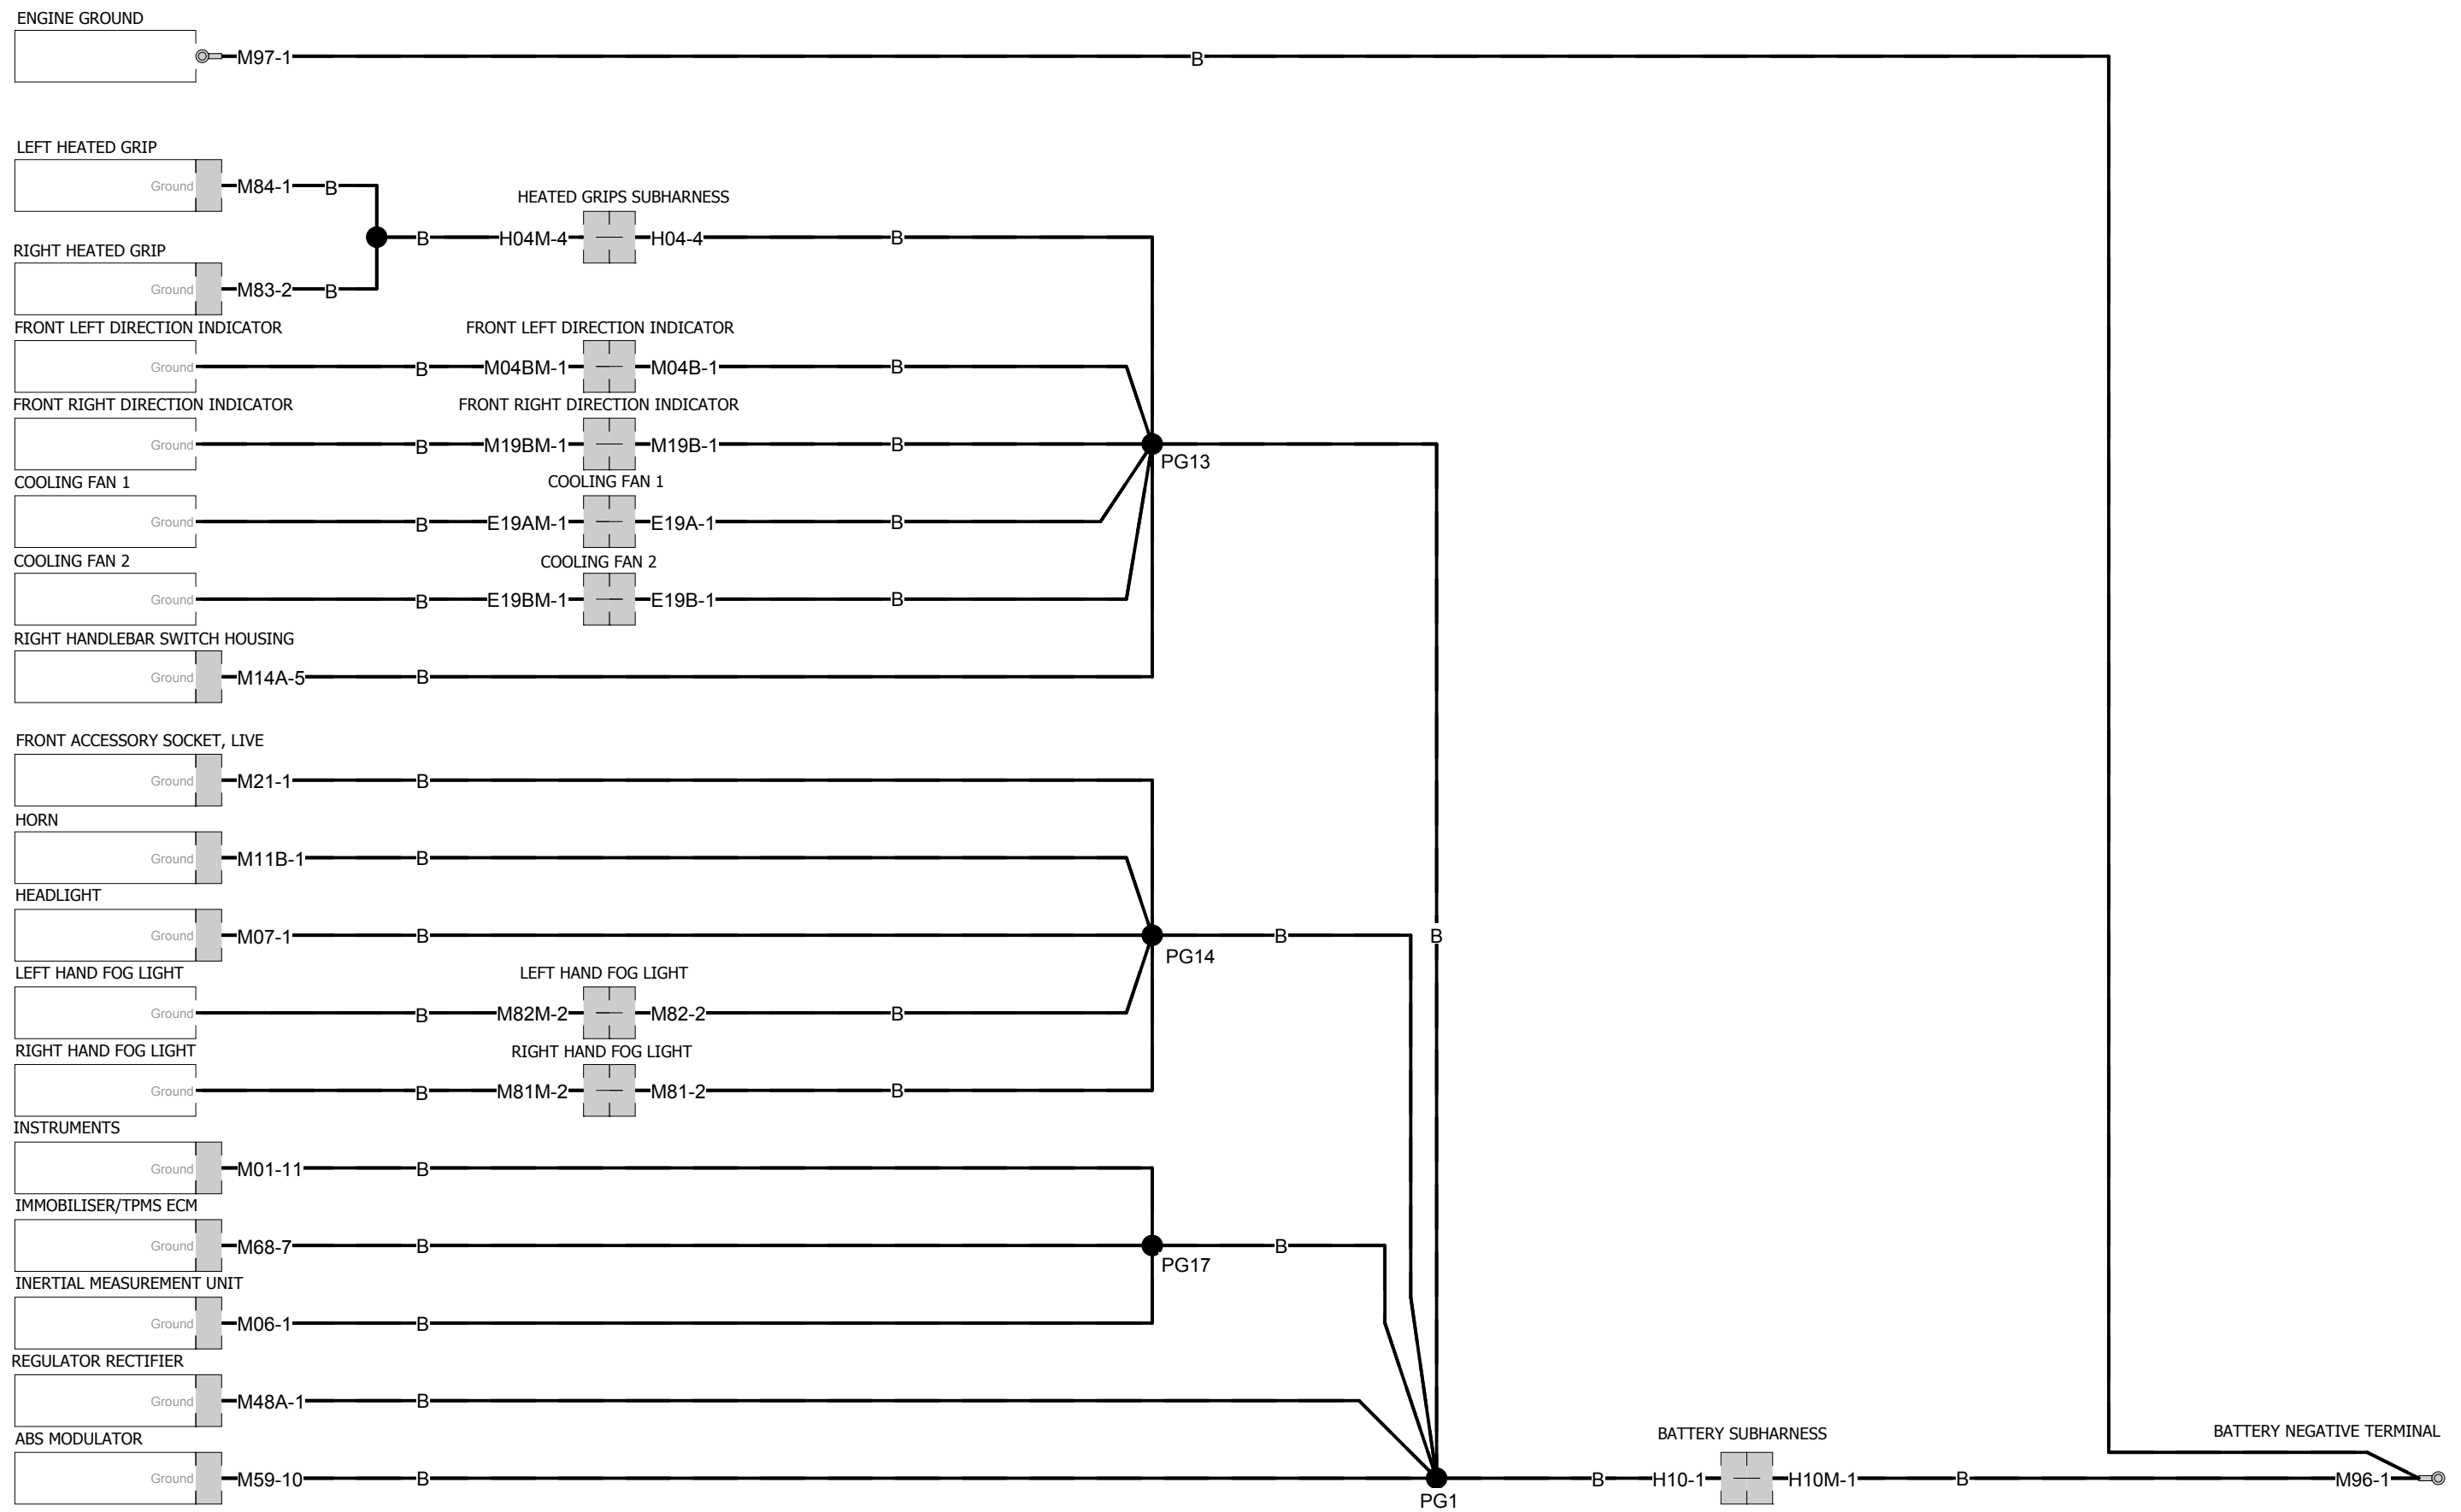 ENGINE GROUND
M97-1 B
LEFT HEATED GRIP
Ground M84-1 B
HEATED GRIPS SUBHARNESS
B H04M-4 H04-4 B
RIGHT HEATED GRIP
Ground M83-2 B
FRONT LEFT DIRECTION INDICATOR FRONT LEFT DIRECTION INDICATOR
Ground B M04BM-1 M04B-1 B
FRONT RIGHT DIRECTION INDICATOR FRONT RIGHT DIRECTION INDICATOR
Ground B M19BM-1 M19B-1 B
PG13
COOLING FAN 1 COOLING FAN 1
Ground B E19AM-1 E19A-1 B
COOLING FAN 2 COOLING FAN 2
Ground B E19BM-1 E19B-1 B
RIGHT HANDLEBAR SWITCH HOUSING
Ground M14A-5 B
FRONT ACCESSORY SOCKET, LIVE
Ground M21-1 B
HORN
Ground M11B-1 B
HEADLIGHT
Ground M07-1 B B B
PG14
LEFT HAND FOG LIGHT LEFT HAND FOG LIGHT
Ground B M82M-2 M82-2 B
RIGHT HAND FOG LIGHT RIGHT HAND FOG LIGHT
Ground B M81M-2 M81-2 B
INSTRUMENTS
Ground M01-11 B
IMMOBILISER/TPMS ECM
Ground M68-7 B B
PG17
INERTIAL MEASUREMENT UNIT
Ground M06-1 B
REGULATOR RECTIFIER
Ground M48A-1 B
ABS MODULATOR BATTERY SUBHARNESS BATTERY NEGATIVE TERMINAL
Ground M59-10 B B H10-1 H10M-1 B M96-1
PG1